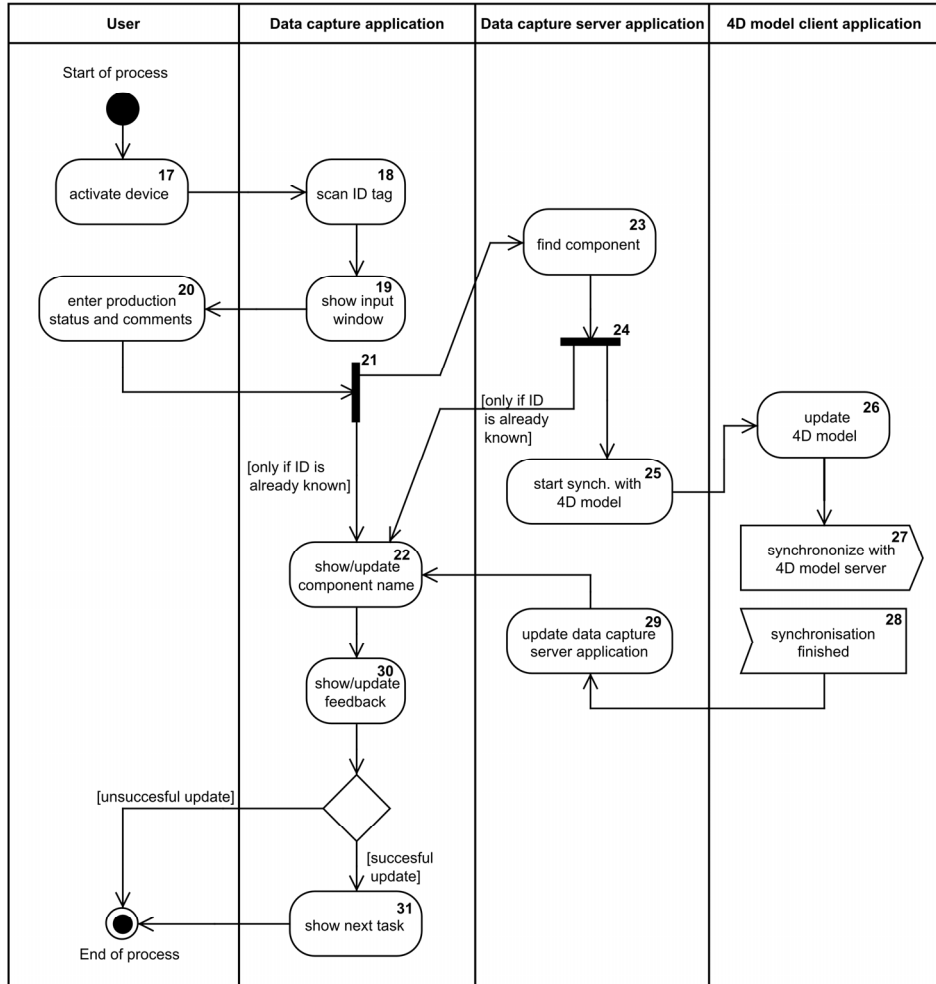 User
Data capture application
Data capture server application
4D model client application
Start of process
17
activate device
18
scan ID tag
19
show input
window
20
enter production
status and comments
21
[only if ID is
already known]
23
find component
24
[only if ID
is already
known]
25
start synch. with
4D model
26
update
4D model
27
synchrononize with
4D model server
28
synchronisation
finished
29
update data capture
server application
22
show/update
component name
30
show/update
feedback
[unsuccesful update]
[succesful
update]
31
show next task
End of process